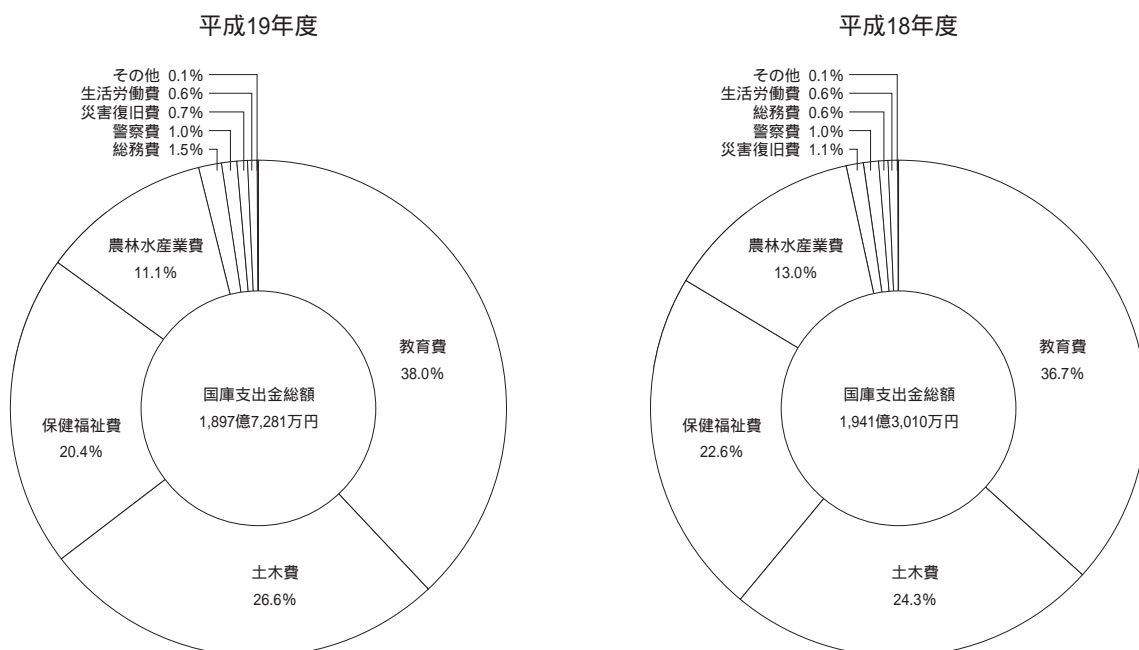 平成19年度
その他 0.1%
生活労働費 0.6%
災害復旧費 0.7%
警察費 1.0%
総務費 1.5%
農林水産業費
11.1%
教育費
38.0%
国庫支出金総額
1,897億7,281万円
保健福祉費
20.4%
土木費
26.6%
平成18年度
その他 0.1%
生活労働費 0.6%
総務費 0.6%
警察費 1.0%
災害復旧費 1.1%
農林水産業費
13.0%
教育費
36.7%
国庫支出金総額
1,941億3,010万円
保健福祉費
22.6%
土木費
24.3%